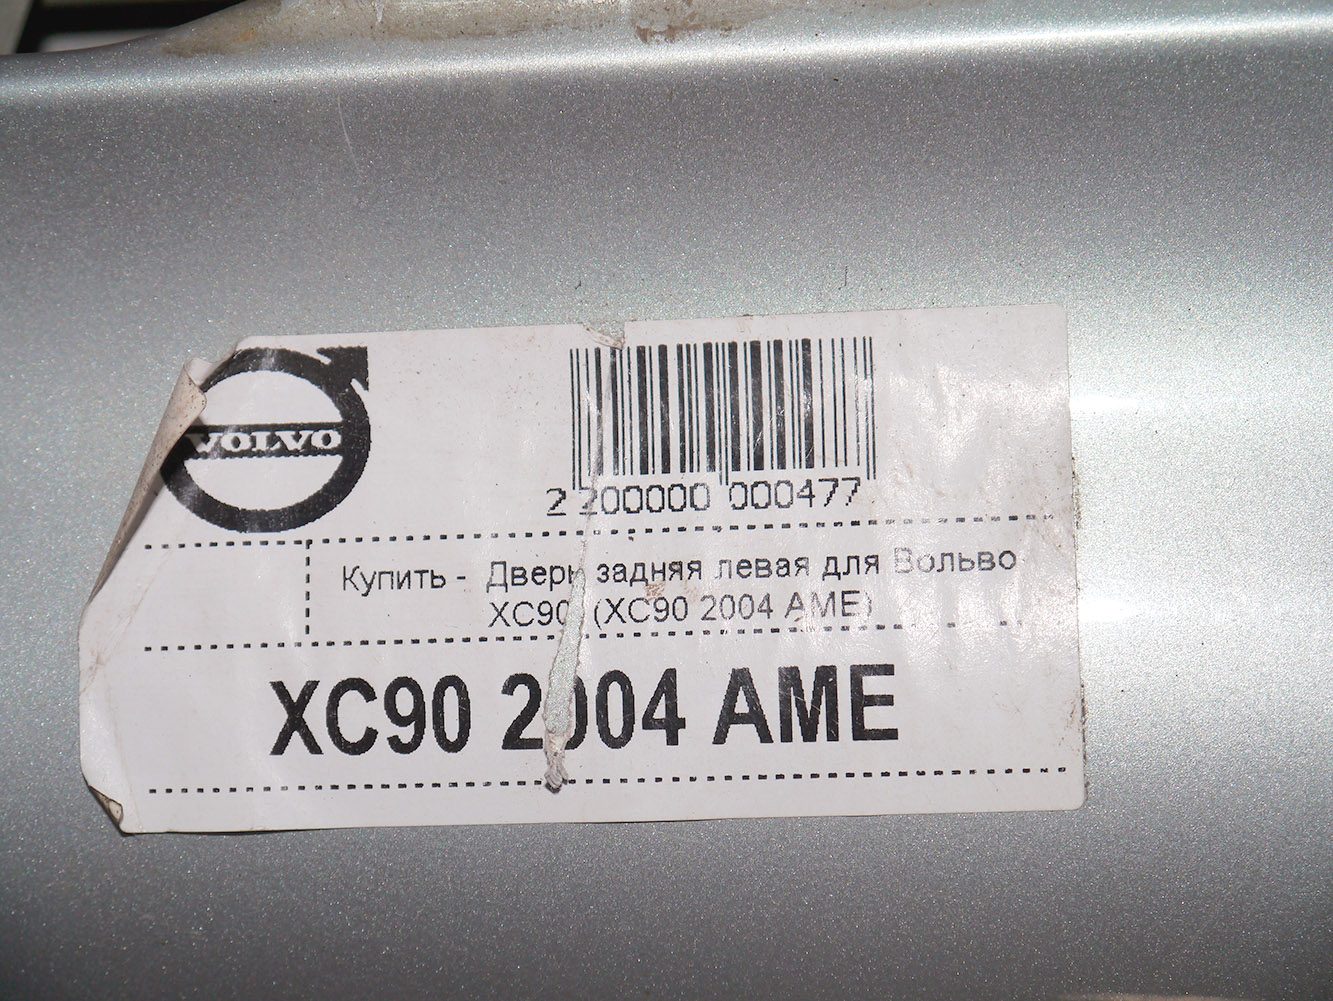 VOLVO
2 200000 000477
Купить - Дверь задняя левая для Вольво
XC90 (XC90 2004 AME)
XC90 2004 AME